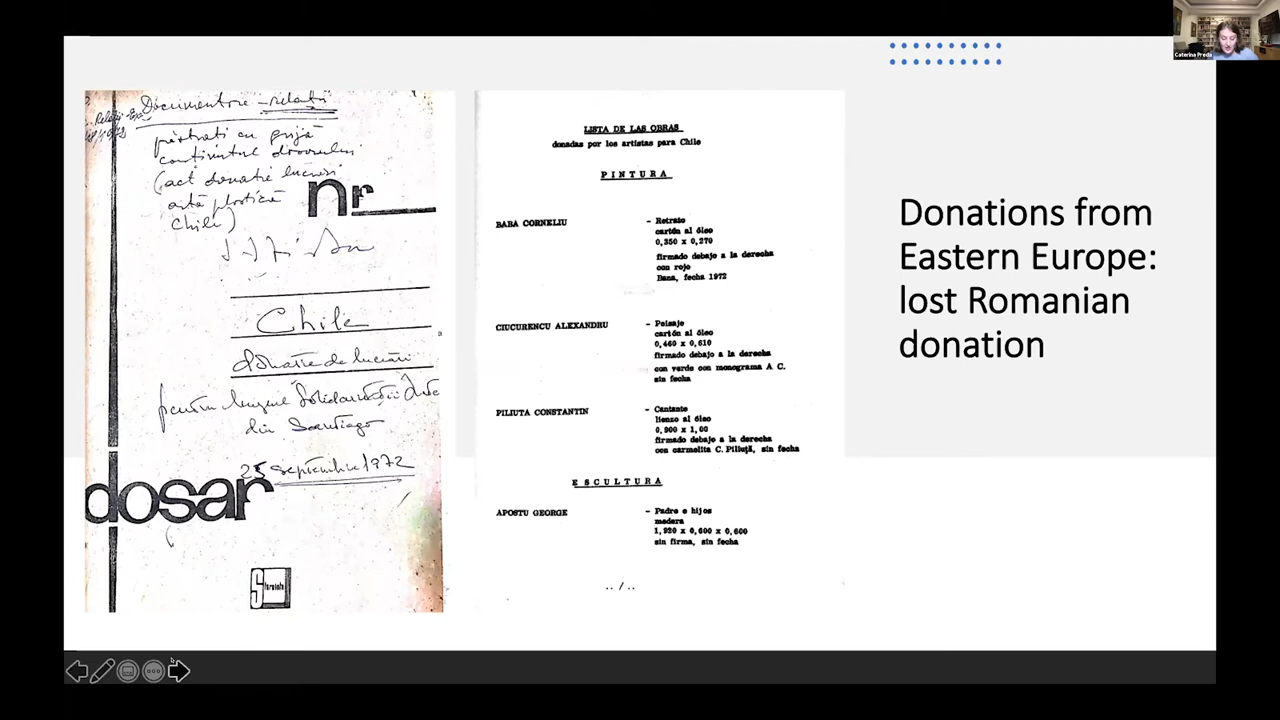 Caterina Preda
Documentare - relații
păstrați cu grijă
conținutul dosarului
(act donație lucrări
artă plastică
Chile)
nr
Chile
donație de lucrări
pentru
din Santiago
25 septembrie 1972
dosar
LISTA DE LAS OBRAS
donadas por los artistas para Chile
PINTURA
BABA CORNELIU
- Retrato
cartón al óleo
0,350 x 0,270
firmado debajo a la derecha
con rojo
Bana, fecha 1972
CIUCURENCU ALEXANDRU
- Paisaje
cartón al óleo
0,460 x 0,610
firmado debajo a la derecha
con verde con monograma A C.
sin fecha
PILIUTA CONSTANTIN
- Cantante
lienzo al óleo
0,900 x 1,00
firmado debajo a la derecha
con carmelita C. Piliuță, sin fecha
ESCULTURA
APOSTU GEORGE
- Padre e hijos
madera
1,920 x 0,600 x 0,600
sin firma, sin fecha
.. / ..
Donations from
Eastern Europe:
lost Romanian
donation